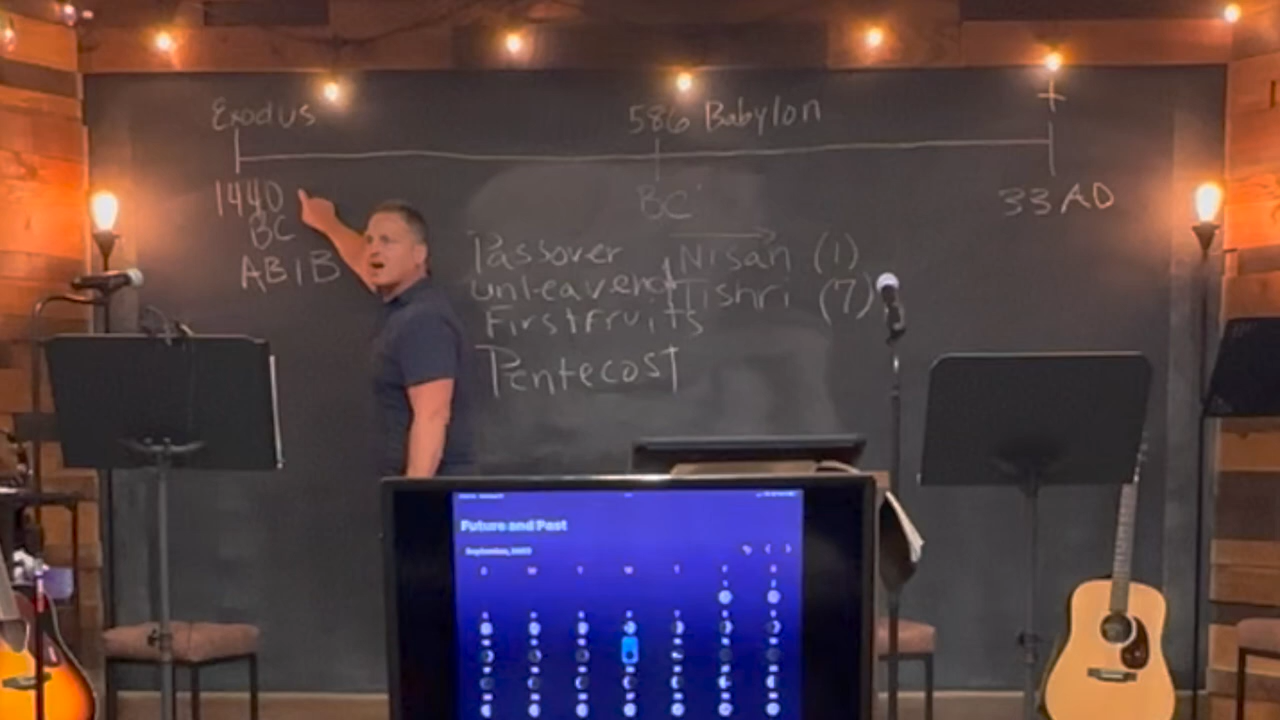 Exodus
586 Babylon
1440
BC
ABIB
BC
33 AD
Passover
unleavened
Firstfruits
Pentecost
Nisan (1)
Tishri (7)
Future and Past